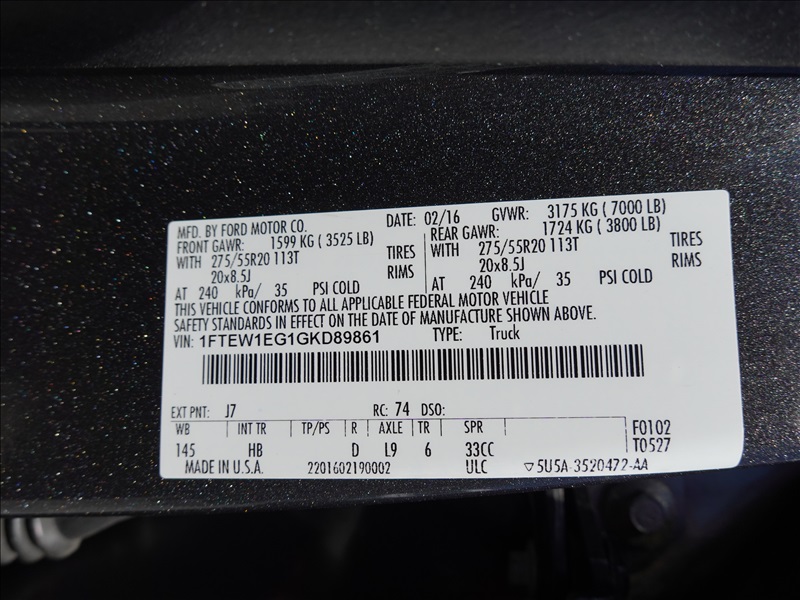 MFD. BY FORD MOTOR CO. DATE: 02/16 GVWR: 3175 KG ( 7000 LB)
FRONT GAWR: 1599 KG ( 3525 LB) REAR GAWR: 1724 KG ( 3800 LB)
WITH 275/55R20 113T TIRES WITH 275/55R20 113T TIRES
20x8.5J RIMS 20x8.5J RIMS
AT 240 kPa/ 35 PSI COLD AT 240 kPa/ 35 PSI COLD
THIS VEHICLE CONFORMS TO ALL APPLICABLE FEDERAL MOTOR VEHICLE
SAFETY STANDARDS IN EFFECT ON THE DATE OF MANUFACTURE SHOWN ABOVE.
VIN: 1FTEW1EG1GKD89861 TYPE: Truck
EXT PNT: J7 RC: 74 DSO:
WB INT TR TP/PS R AXLE TR SPR F0102
145 HB D L9 6 33CC T0527
MADE IN U.S.A. 2201602190002 ULC ▽5U5A-3520472-AA